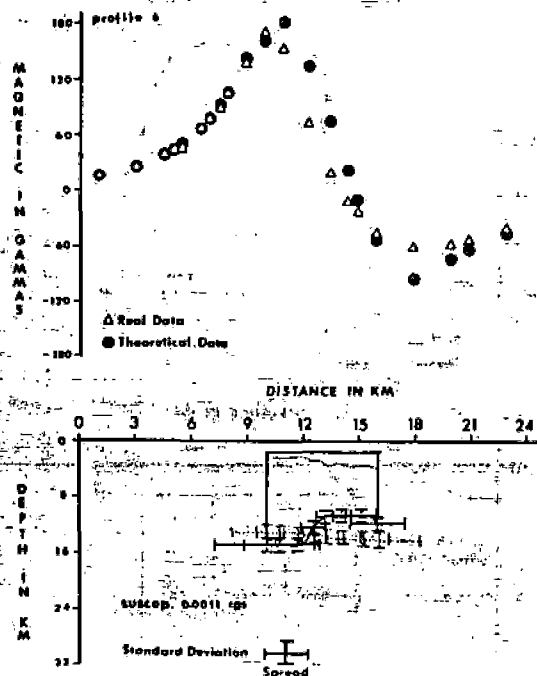 profile 6
180
120
60
0
-60
-120
-180
MAGNETIC IN GAMMAS
Real Data
Theoretical Data
DISTANCE IN KM
0 3 6 9 12 15 18 21 24
0
8
16
24
32
DEPTH IN KM
suscep. 0.0011 cgs
Standard Deviation
Spread